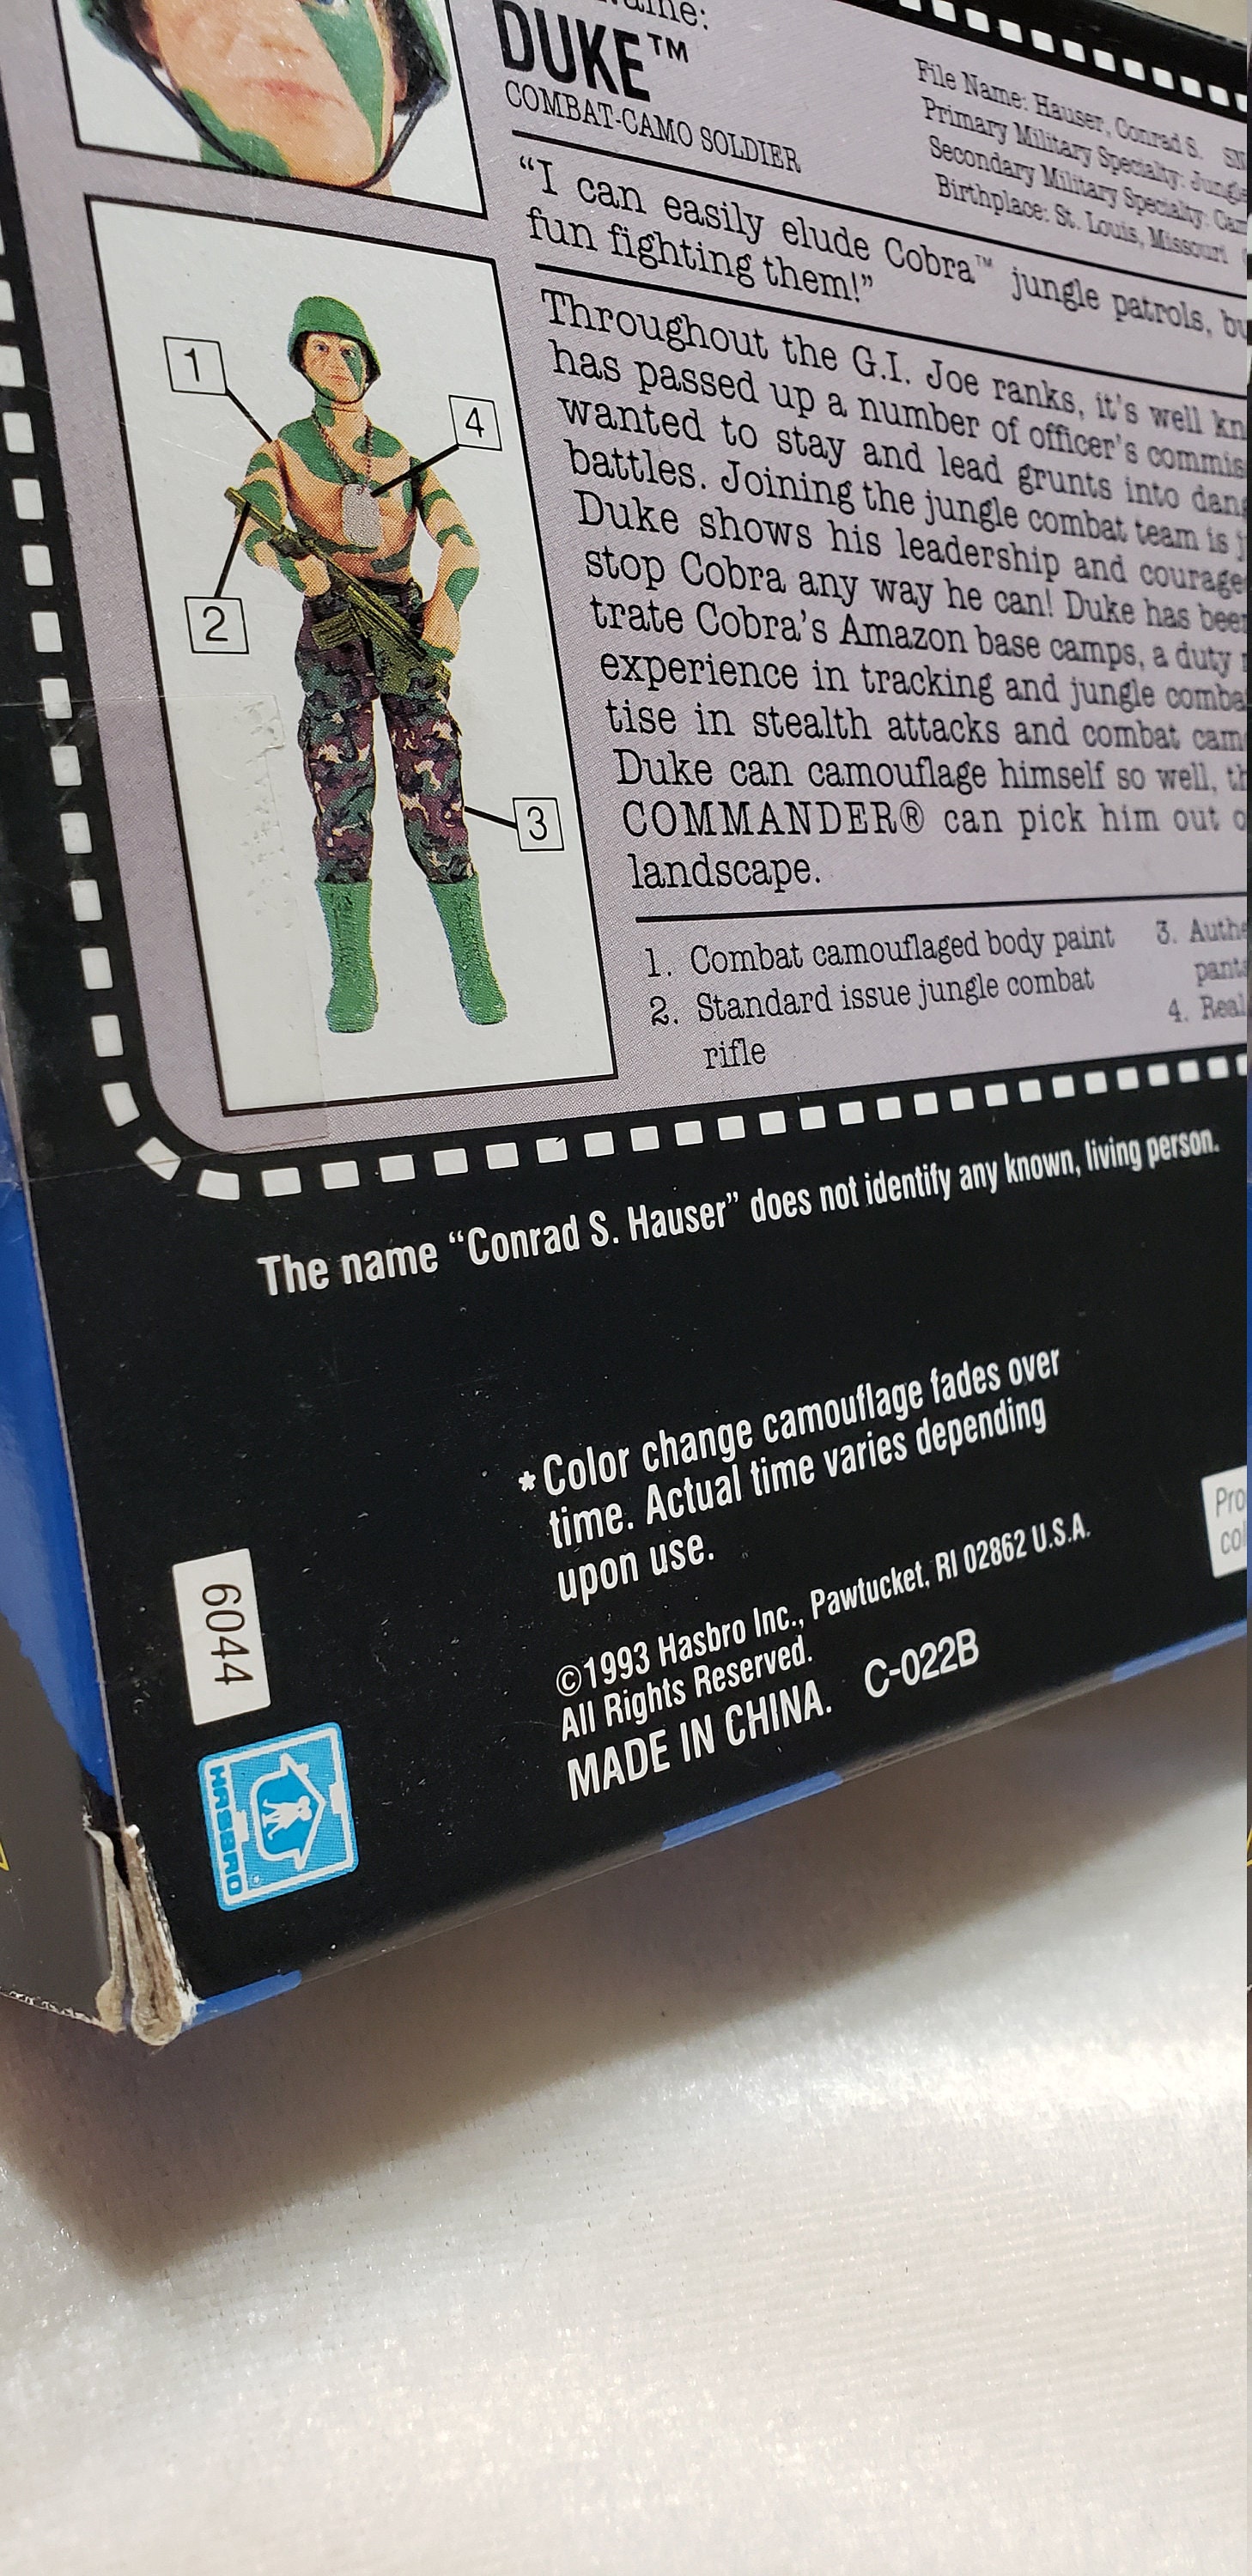 DUKE™
COMBAT-CAMO SOLDIER
File Name: Hauser, Conrad S.
Primary Military Specialty: Jungle
Secondary Military Specialty:
Birthplace: St. Louis, Missouri
"I can easily elude Cobra™ jungle patrols,
fun fighting them!"
Throughout the G.I. Joe ranks, it's well
has passed up a number of officer's
wanted to stay and lead grunts into
battles. Joining the jungle combat team is
Duke shows his leadership and courage
stop Cobra any way he can! Duke has been
trate Cobra's Amazon base camps, a duty
experience in tracking and jungle combat
tise in stealth attacks and combat
Duke can camouflage himself so well,
COMMANDER® can pick him out
landscape.
1
4
2
3
1. Combat camouflaged body paint
2. Standard issue jungle combat
rifle
3.
pants
4.
The name "Conrad S. Hauser" does not identify any known, living person.
*Color change camouflage fades over
time. Actual time varies depending
upon use.
©1993 Hasbro Inc., Pawtucket, RI 02862 U.S.A.
All Rights Reserved.
MADE IN CHINA. C-022B
6044
HASBRO